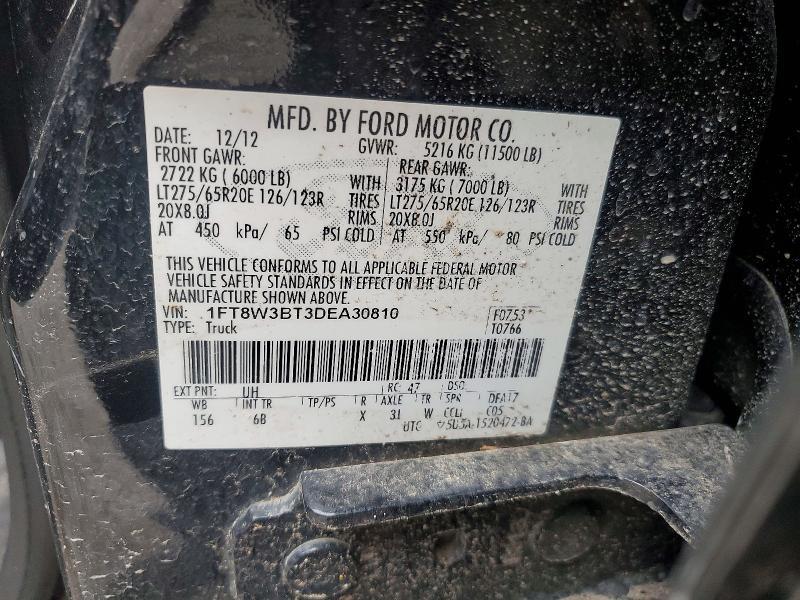 MFD. BY FORD MOTOR CO.
DATE: 12/12 GVWR: 5216 KG (11500 LB)
FRONT GAWR: REAR GAWR:
2722 KG ( 6000 LB) WITH 3175 KG ( 7000 LB) WITH
LT275/65R20E 126/123R TIRES LT275/65R20E 126/123R TIRES
20X8.0J RIMS 20X8.0J RIMS
AT 450 kPa/ 65 PSI COLD AT 550 kPa/ 80 PSI COLD
THIS VEHICLE CONFORMS TO ALL APPLICABLE FEDERAL MOTOR
VEHICLE SAFETY STANDARDS IN EFFECT ON THE DATE OF
MANUFACTURE SHOWN ABOVE.
VIN: 1FT8W3BT3DEA30810 F0753
TYPE: Truck T0766
EXT PNT: UH RC: 47 DSO:
WB INT TR TP/PS R AXLE TR SPR DFA17
156 6B X 31 W CCLL C05
UTC